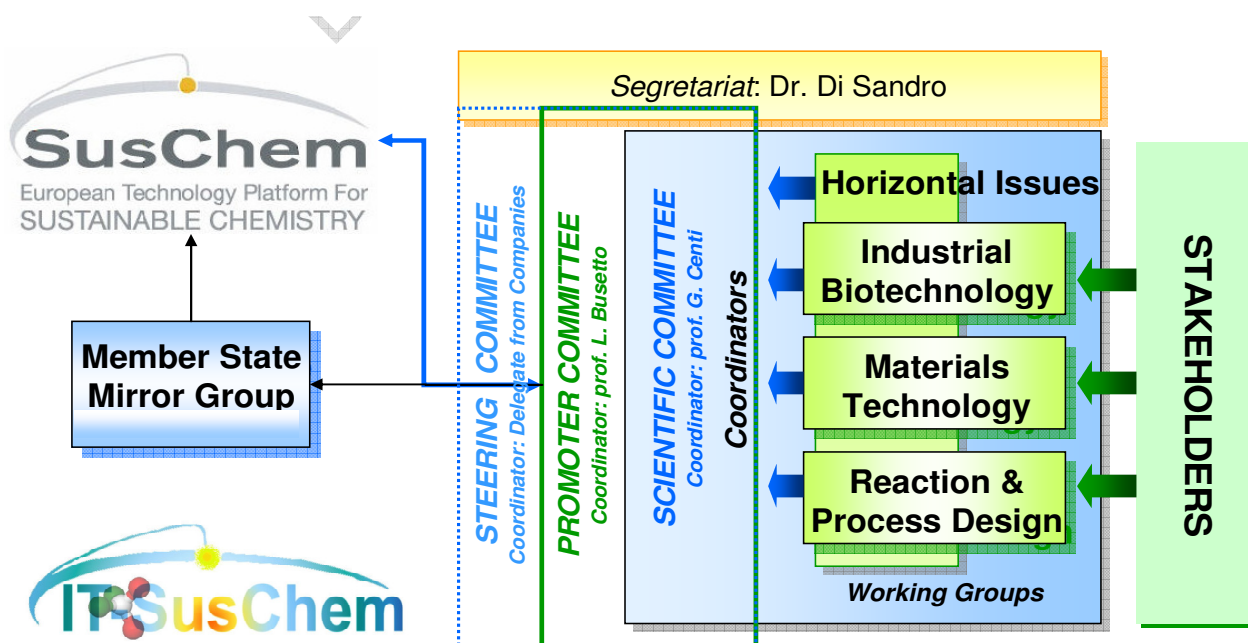 SusChem
European Technology Platform For
SUSTAINABLE CHEMISTRY
Member State
Mirror Group
IT-SusChem
Segretariat: Dr. Di Sandro
STEERING COMMITTEE
Coordinator: Delegate from Companies
PROMOTER COMMITTEE
Coordinator: prof. L. Busetto
SCIENTIFIC COMMITTEE
Coordinator: prof. G. Centi
Coordinators
Horizontal Issues
Industrial
Biotechnology
Materials
Technology
Reaction &
Process Design
Working Groups
STAKEHOLDERS